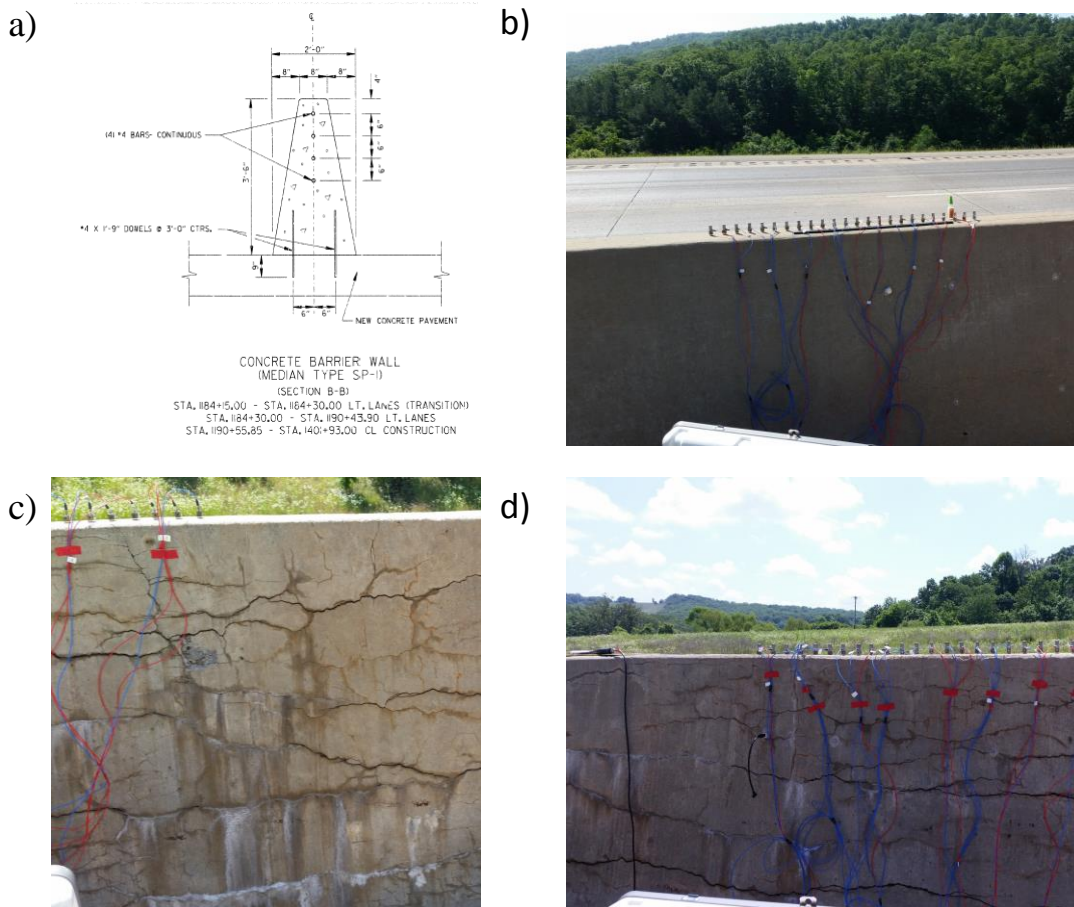 a)
℄
2'-0"
8" 8" 8"
4"
(4) #4 BARS- CONTINUOUS
6"
6"
6"
3'-6"
#4 X 1'-9" DOWELS @ 3'-0" CTRS.
9"
6" 6"
NEW CONCRETE PAVEMENT
CONCRETE BARRIER WALL
(MEDIAN TYPE SP-1)
(SECTION B-B)
STA. 1184+15.00 - STA. 1184+30.00 LT. LANES (TRANSITION)
STA. 1184+30.00 - STA. 1190+43.90 LT. LANES
STA. 1190+55.85 - STA. 1401+93.00 CL CONSTRUCTION
b)
c)
d)